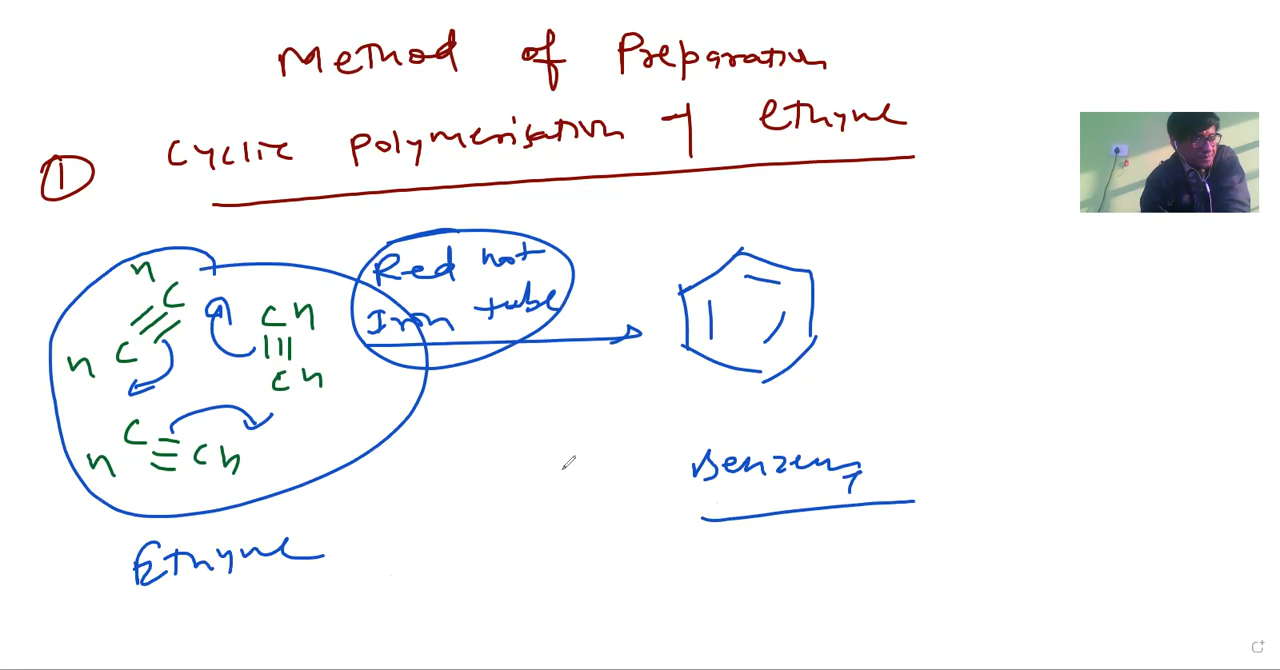 Method of Preparation
① Cyclic Polymerisation of ethyne
H
C
H C
CH
CH
C
H CH
Red hot
Iron tube
Benzene
Ethyne